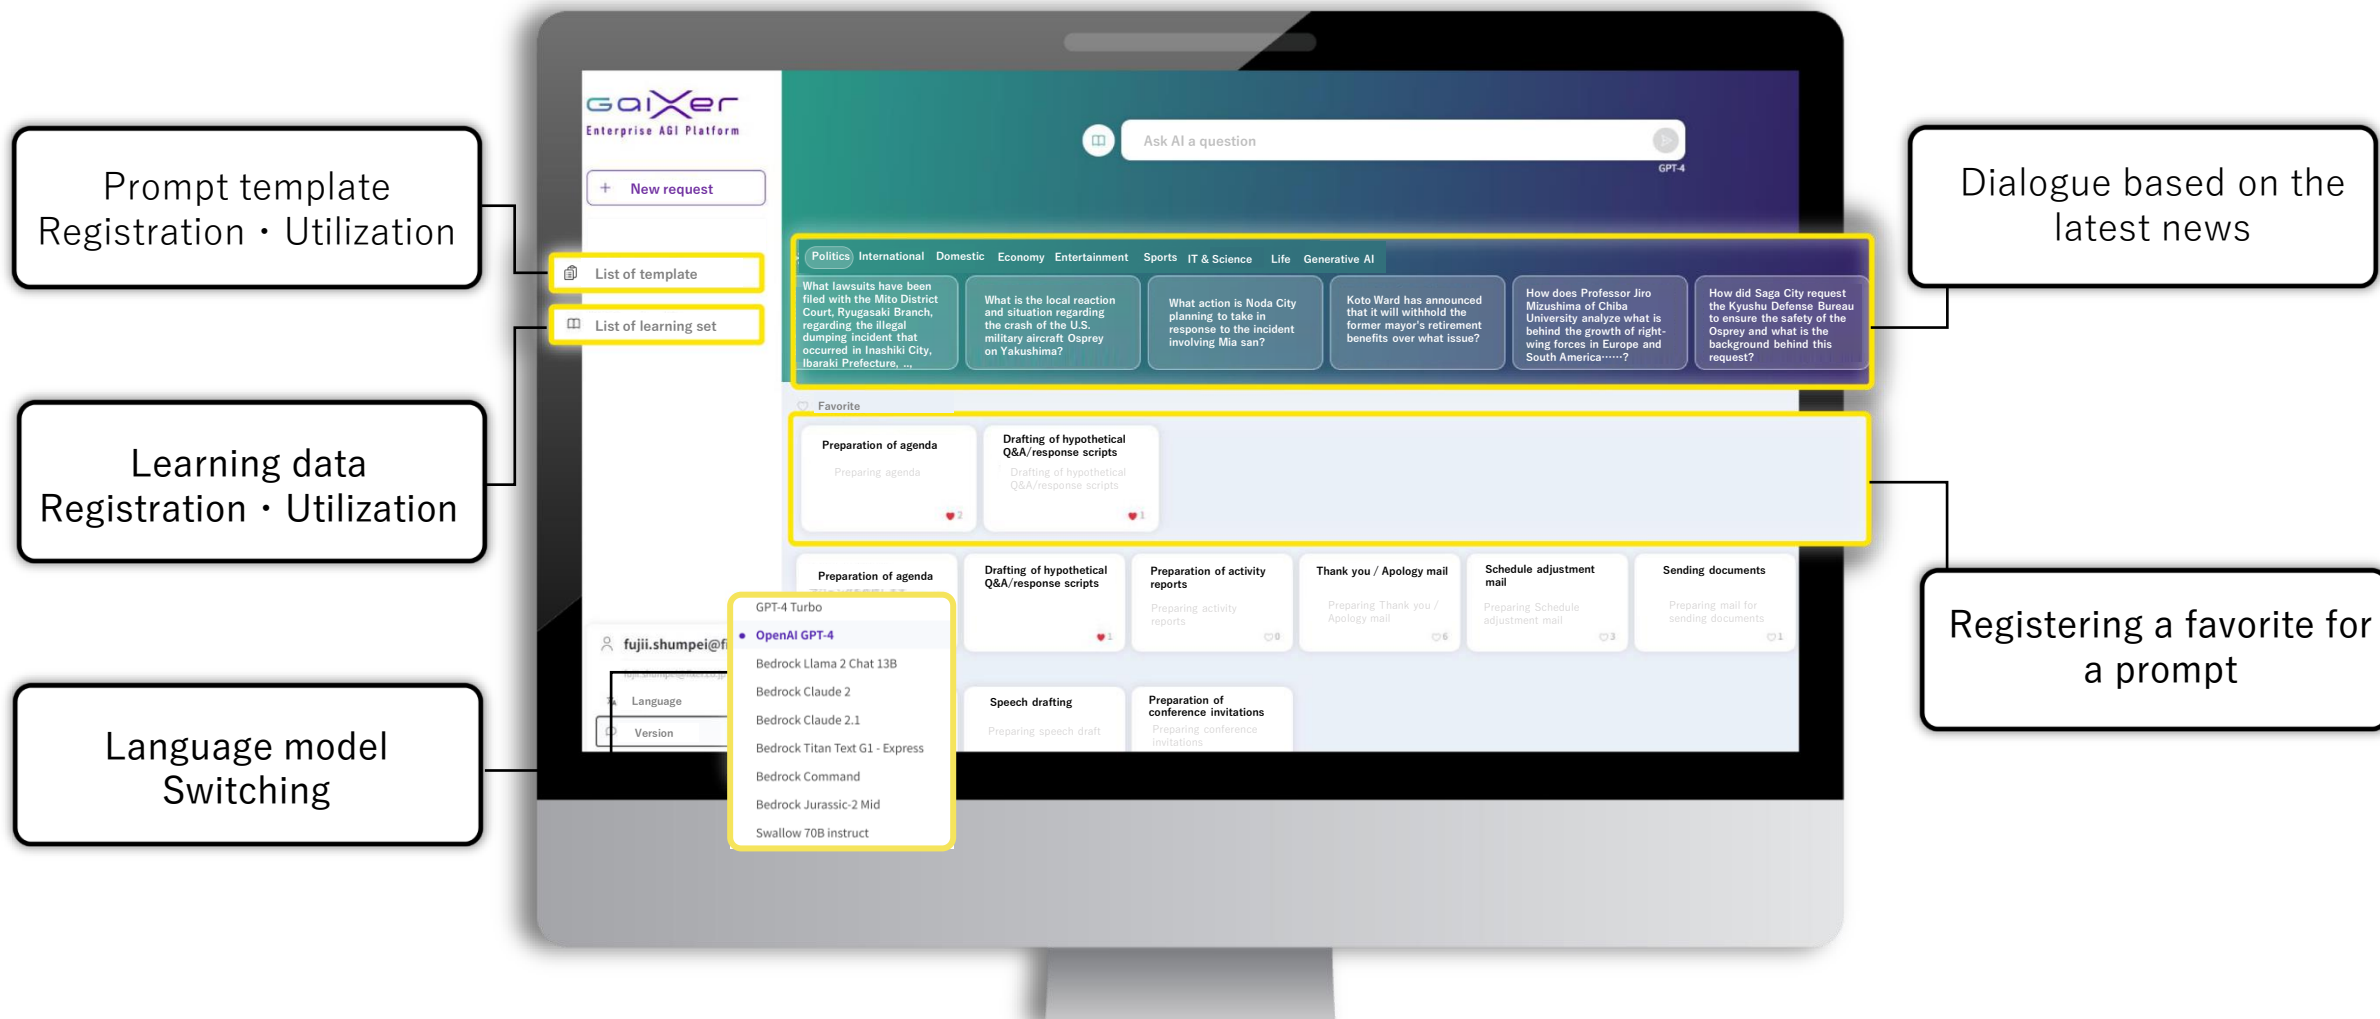 Prompt template
Registration・Utilization
Learning data
Registration・Utilization
Language model
Switching
GaiXer
Enterprise AGI Platform
+ New request
List of template
List of learning set
fujii.shumpei@fi
Language
Version
Ask AI a question
GPT-4
Politics International Domestic Economy Entertainment Sports IT & Science Life Generative AI
What lawsuits have been
filed with the Mito District
Court, Ryugasaki Branch,
regarding the illegal
dumping incident that
occurred in Inashiki City,
Ibaraki Prefecture, ..,
What is the local reaction
and situation regarding
the crash of the U.S.
military aircraft Osprey
on Yakushima?
What action is Noda City
planning to take in
response to the incident
involving Mia san?
Koto Ward has announced
that it will withhold the
former mayor's retirement
benefits over what issue?
How does Professor Jiro
Mizushima of Chiba
University analyze what is
behind the growth of right-
wing forces in Europe and
South America……?
How did Saga City request
the Kyushu Defense Bureau
to ensure the safety of the
Osprey and what is the
background behind this
request?
Favorite
Preparation of agenda
Preparing agenda
2
Drafting of hypothetical
Q&A/response scripts
Drafting of hypothetical
Q&A/response scripts
1
Preparation of agenda
Drafting of hypothetical
Q&A/response scripts
1
Preparation of activity
reports
Preparing activity
reports
0
Thank you / Apology mail
Preparing Thank you /
Apology mail
6
Schedule adjustment
mail
Preparing Schedule
adjustment mail
3
Sending documents
Preparing mail for
sending documents
1
Speech drafting
Preparing speech draft
Preparation of
conference invitations
Preparing conference
invitations
GPT-4 Turbo
OpenAI GPT-4
Bedrock Llama 2 Chat 13B
Bedrock Claude 2
Bedrock Claude 2.1
Bedrock Titan Text G1 - Express
Bedrock Command
Bedrock Jurassic-2 Mid
Swallow 70B instruct
Dialogue based on the
latest news
Registering a favorite for
a prompt